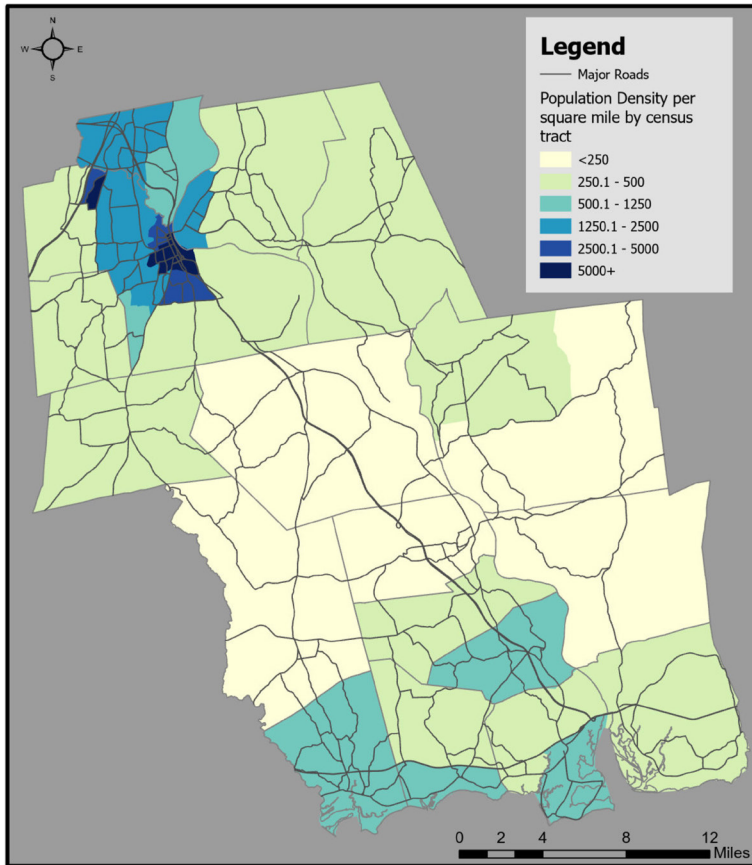 N
W E
S
Legend
Major Roads
Population Density per
square mile by census
tract
<250
250.1 - 500
500.1 - 1250
1250.1 - 2500
2500.1 - 5000
5000+
0 2 4 8 12
Miles